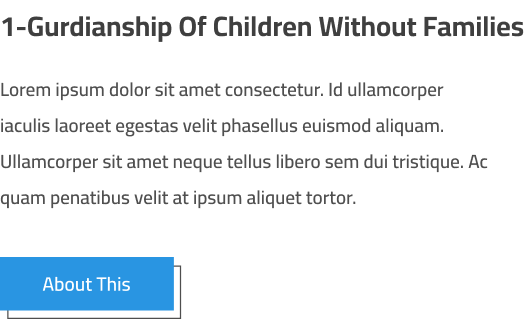 1-Gurdianship Of Children Without Families
Lorem ipsum dolor sit amet consectetur. Id ullamcorper
iaculis laoreet egestas velit phasellus euismod aliquam.
Ullamcorper sit amet neque tellus libero sem dui tristique. Ac
quam penatibus velit at ipsum aliquet tortor.
About This